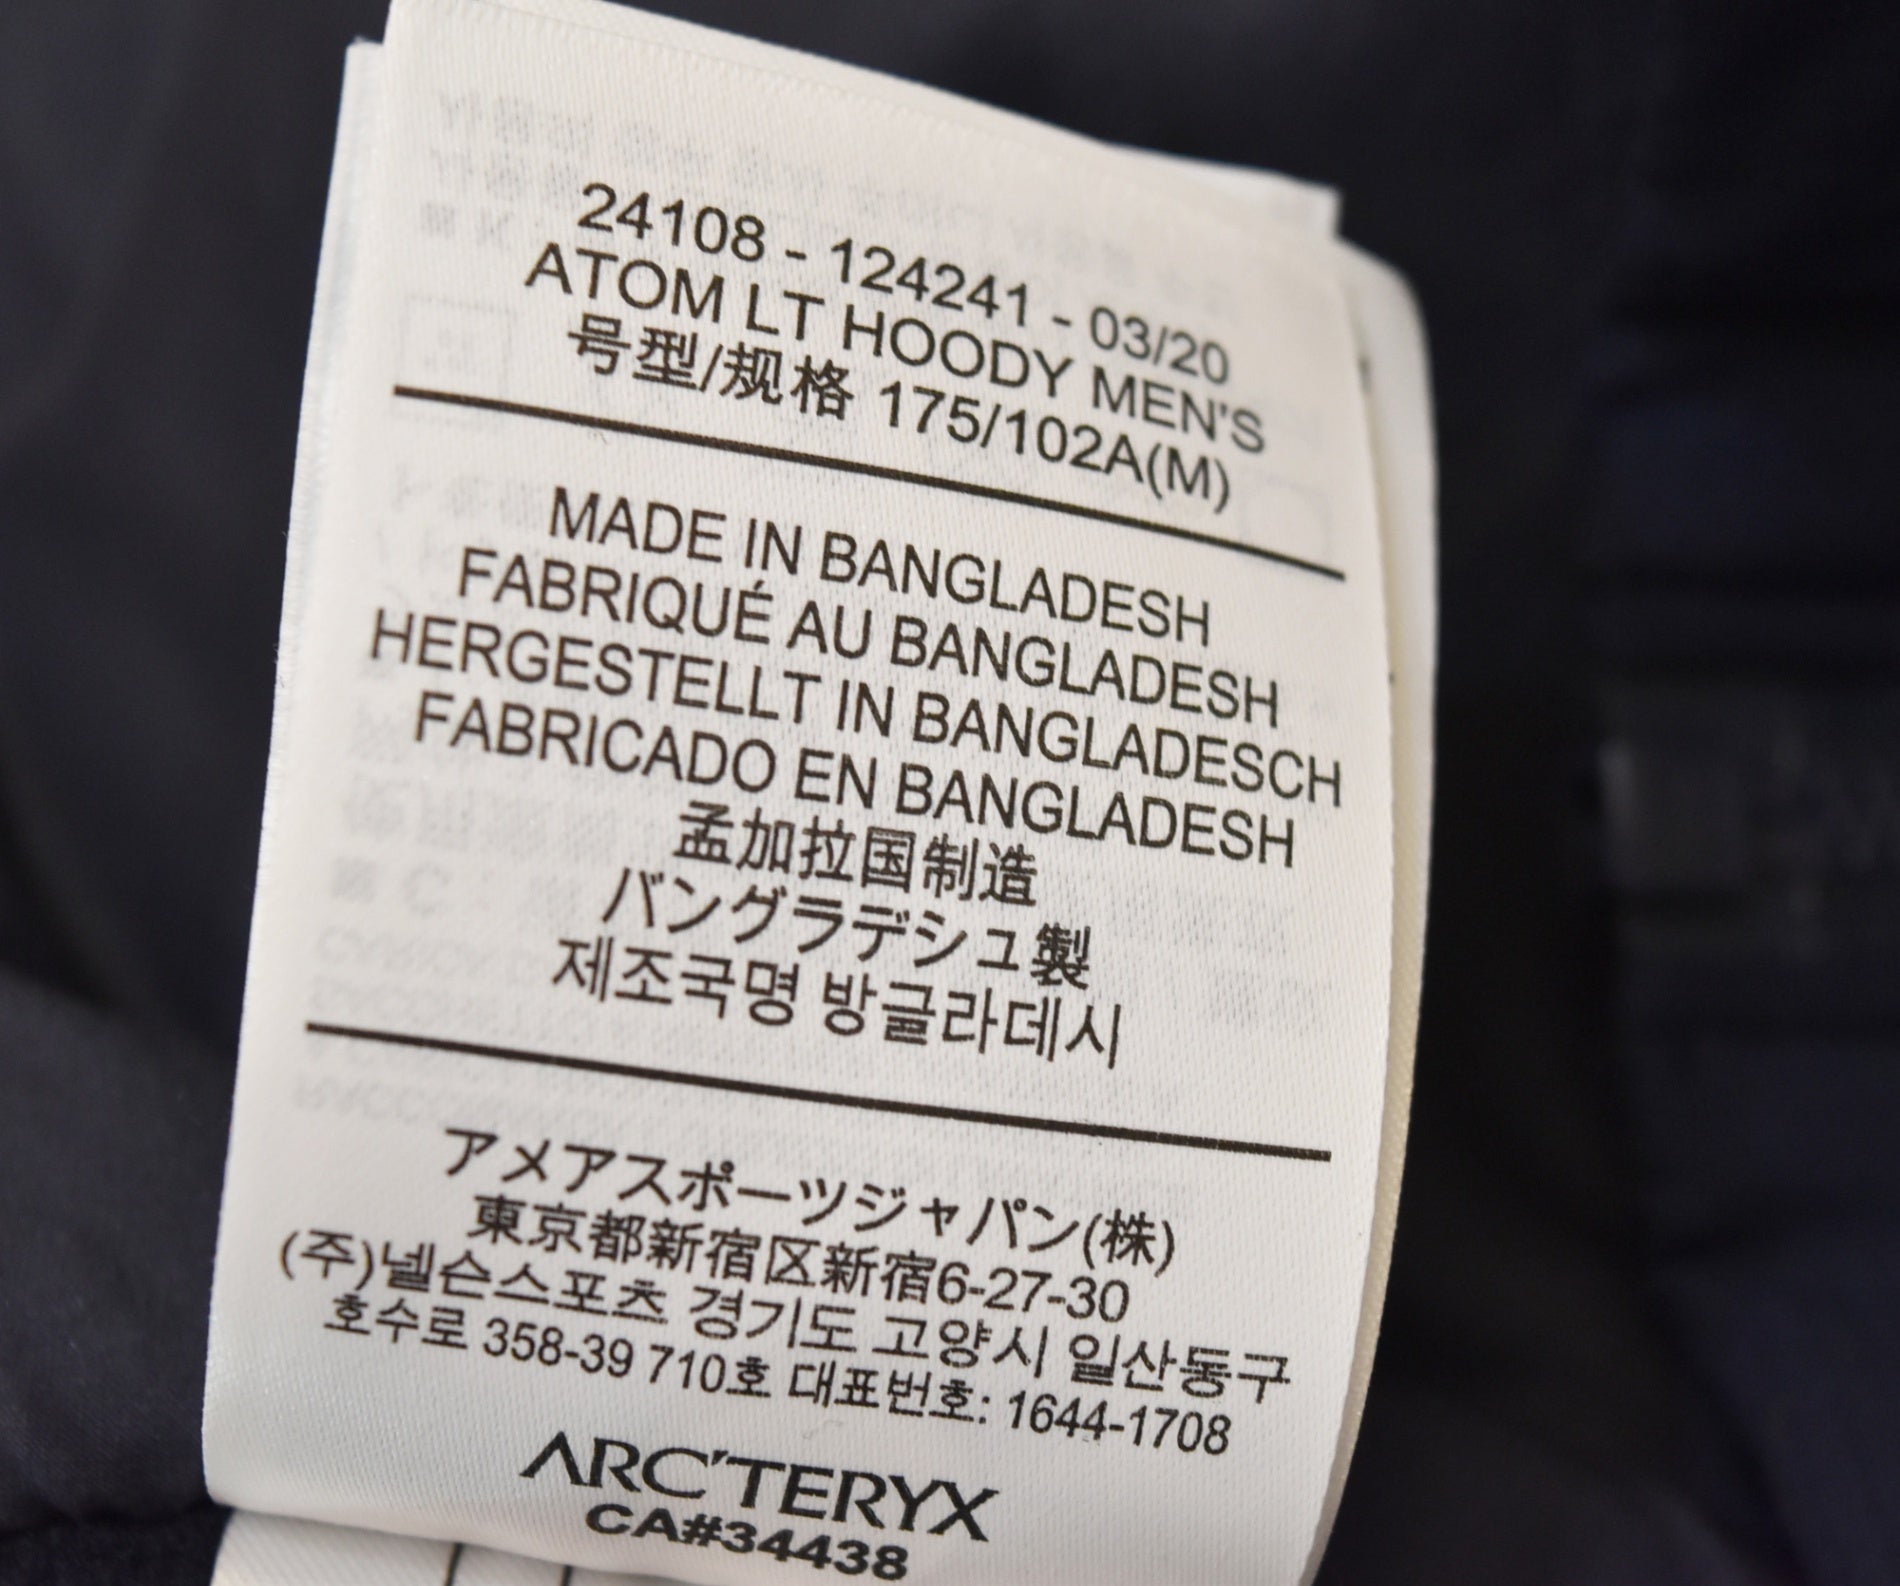 24108 - 124241 - 03/20
ATOM LT HOODY MEN'S
号型/规格 175/102A(M)
MADE IN BANGLADESH
FABRIQUÉ AU BANGLADESH
HERGESTELLT IN BANGLADESCH
FABRICADO EN BANGLADESH
孟加拉国制造
バングラデシュ製
제조국명 방글라데시
アメアスポーツジャパン(株)
東京都新宿区新宿6-27-30
(주)넬슨스포츠 경기도 고양시 일산동구
호수로 358-39 710호 대표번호: 1644-1708
ARC'TERYX
CA#34438